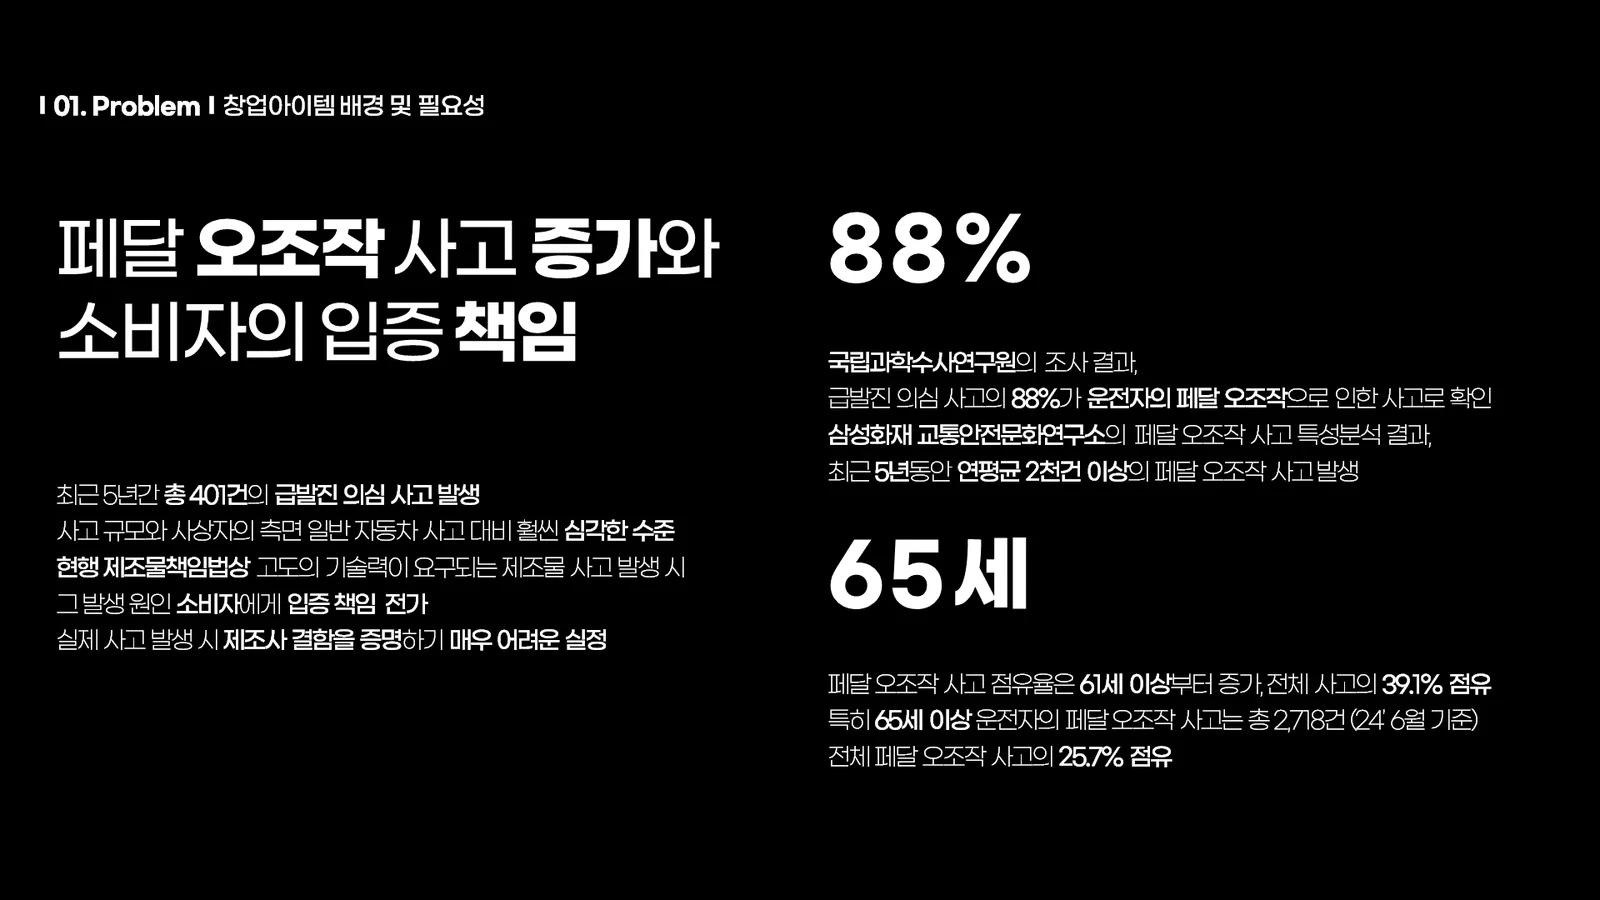 | 01. Problem | 창업아이템 배경 및 필요성
페달 오조작 사고 증가와
소비자의 입증 책임
최근 5년간 총 401건의 급발진 의심 사고 발생
사고 규모와 사상자의 측면 일반 자동차 사고 대비 훨씬 심각한 수준
현행 제조물책임법상 고도의 기술력이 요구되는 제조물 사고 발생 시
그 발생 원인 소비자에게 입증 책임 전가
실제 사고 발생 시 제조사 결함을 증명하기 매우 어려운 실정
88%
국립과학수사연구원의 조사 결과,
급발진 의심 사고의 88%가 운전자의 페달 오조작으로 인한 사고로 확인
삼성화재 교통안전문화연구소의 페달 오조작 사고 특성분석 결과,
최근 5년동안 연평균 2천건 이상의 페달 오조작 사고 발생
65세
페달 오조작 사고 점유율은 61세 이상부터 증가, 전체 사고의 39.1% 점유
특히 65세 이상 운전자의 페달 오조작 사고는 총 2,718건 (24' 6월 기준)
전체 페달 오조작 사고의 25.7% 점유